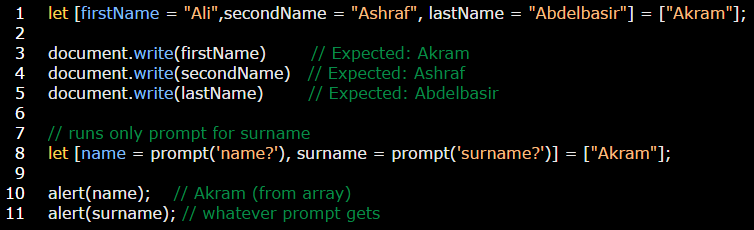 1 let [firstName = "Ali",secondName = "Ashraf", lastName = "Abdelbasir"] = ["Akram"];
2
3 document.write(firstName) // Expected: Akram
4 document.write(secondName) // Expected: Ashraf
5 document.write(lastName) // Expected: Abdelbasir
6
7 // runs only prompt for surname
8 let [name = prompt('name?'), surname = prompt('surname?')] = ["Akram"];
9
10 alert(name); // Akram (from array)
11 alert(surname); // whatever prompt gets